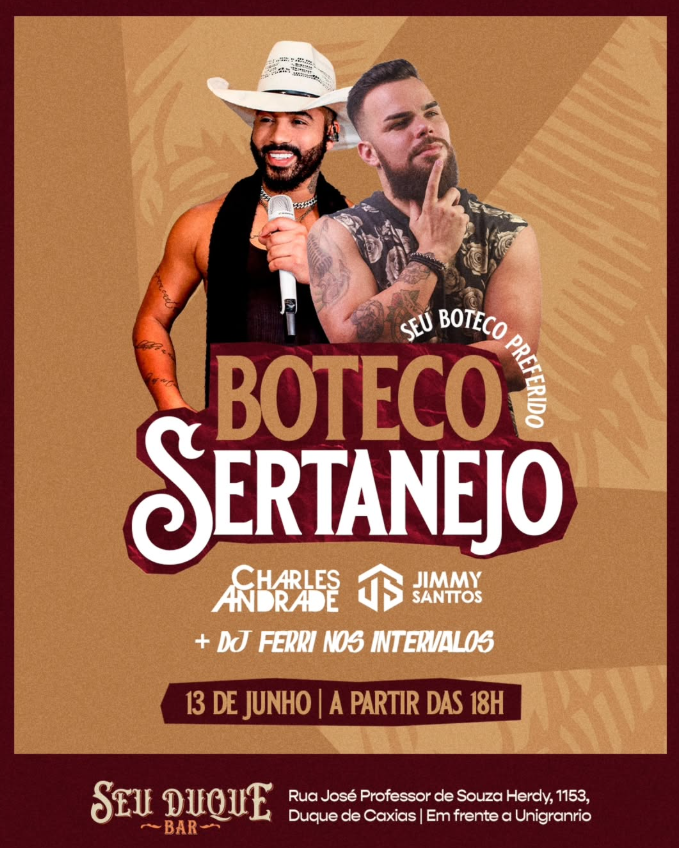 SEU BOTECO PREFERIDO
BOTECO
SERTANEJO
CHARLES
ANDRADE
JS JIMMY
SANTTOS
+ DJ FERRI NOS INTERVALOS
13 DE JUNHO | A PARTIR DAS 18H
SEU DUQUE
BAR
Rua José Professor de Souza Herdy, 1153,
Duque de Caxias | Em frente a Unigranrio